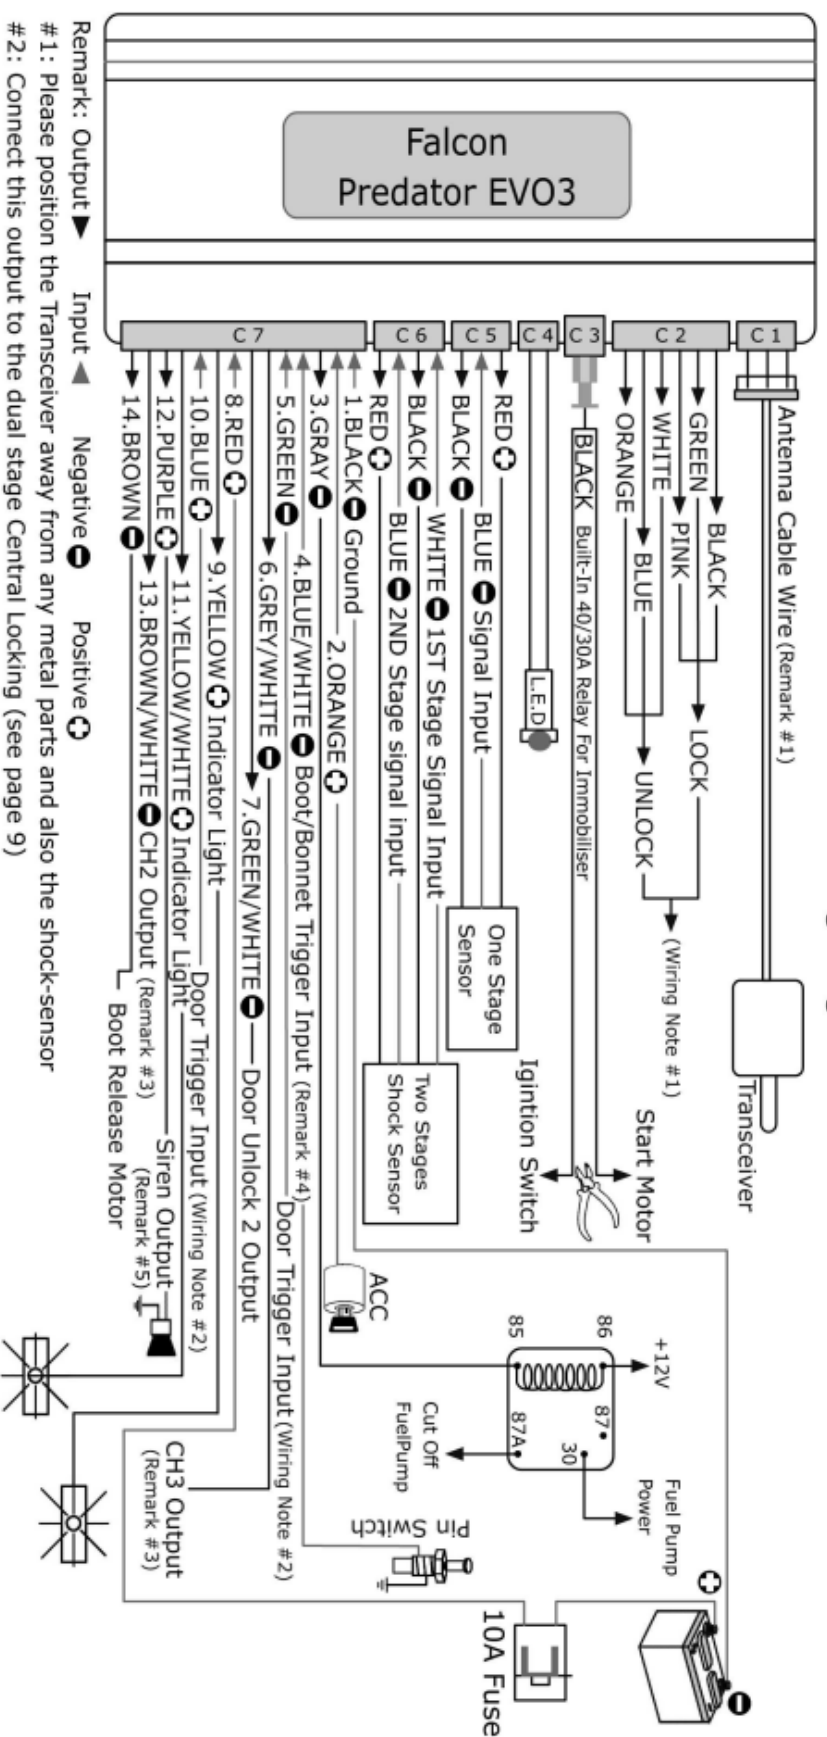 Falcon
Predator EVO3
C 1
C 2
C 3
C 4
C 5
C 6
C 7
Antenna Cable Wire (Remark #1)
Transceiver
BLACK
GREEN
PINK
LOCK
WHITE
BLUE
ORANGE
UNLOCK
(Wiring Note #1)
BLACK
Built-In 40/30A Relay For Immobiliser
Start Motor
Igintion Switch
L.E.D
RED
BLUE Signal Input
BLACK
One Stage
Sensor
WHITE 1ST Stage Signal Input
BLACK
BLUE 2ND Stage signal input
RED
Two Stages
Shock Sensor
1.BLACK Ground
2.ORANGE
ACC
3.GRAY
4.BLUE/WHITE Boot/Bonnet Trigger Input (Remark #4)
5.GREEN
Door Trigger Input (Wiring Note #2)
6.GREY/WHITE
7.GREEN/WHITE
Door Unlock 2 Output
8.RED
9.YELLOW Indicator Light
10.BLUE
Door Trigger Input (Wiring Note #2)
11.YELLOW/WHITE Indicator Light
12.PURPLE
Siren Output
(Remark #5)
13.BROWN/WHITE CH2 Output (Remark #3)
14.BROWN
Boot Release Motor
+12V
86
85
87
87A
30
Fuel Pump
Power
Cut Off
FuelPump
Pin Switch
CH3 Output
(Remark #3)
10A Fuse
Remark: Output Input Negative Positive
#1: Please position the Transceiver away from any metal parts and also the shock-sensor
#2: Connect this output to the dual stage Central Locking (see page 9)